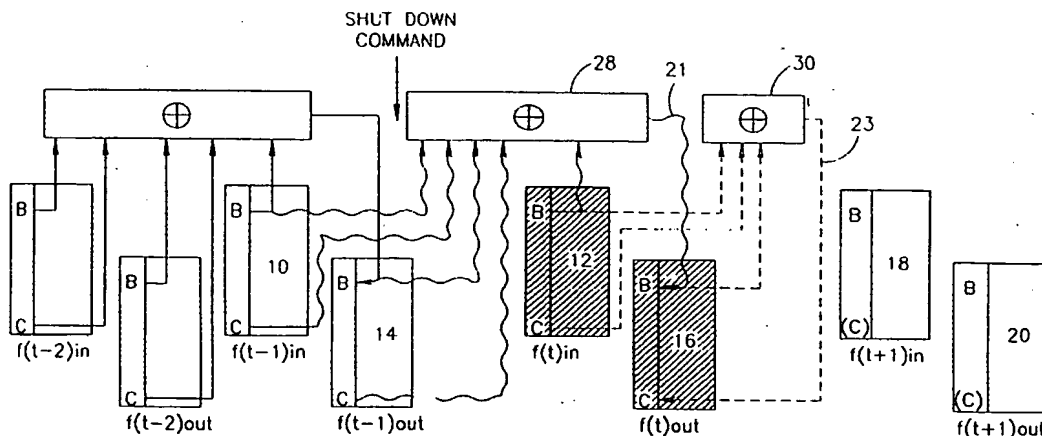 SHUT DOWN
COMMAND
28
21
30
23
B
C
f(t-2)in
B
C
f(t-2)out
B
10
C
f(t-1)in
B
14
C
f(t-1)out
B
12
C
f(t)in
B
16
C
f(t)out
B
18
(C)
f(t+1)in
B
20
(C)
f(t+1)out